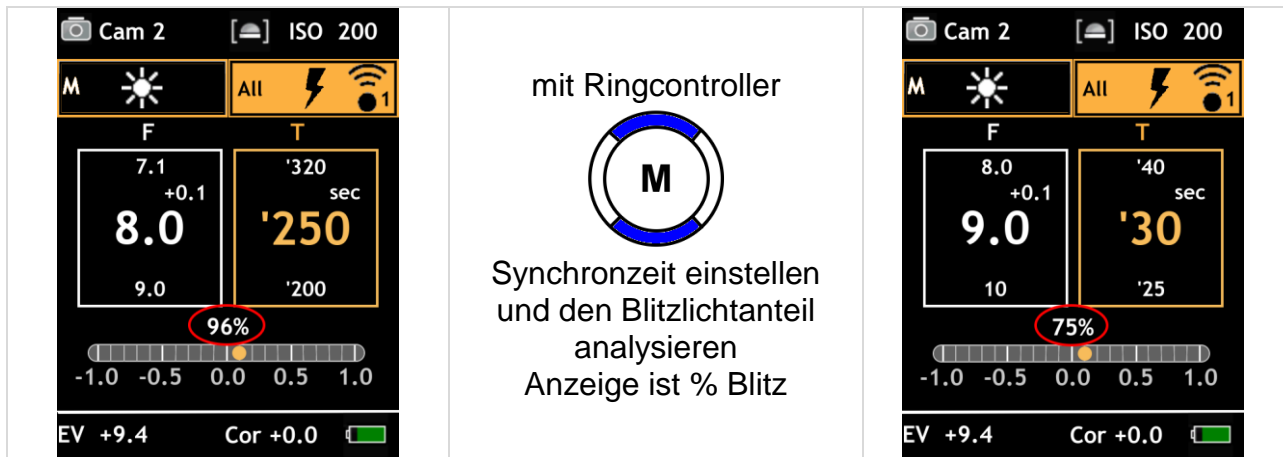 Cam 2 [ ] ISO 200
M All 1
F T
7.1 '320
+0.1 sec
8.0 '250
9.0 '200
96%
-1.0 -0.5 0.0 0.5 1.0
EV +9.4 Cor +0.0
mit Ringcontroller
M
Synchronzeit einstellen
und den Blitzlichtanteil
analysieren
Anzeige ist % Blitz
Cam 2 [ ] ISO 200
M All 1
F T
8.0 '40
+0.1 sec
9.0 '30
10 '25
75%
-1.0 -0.5 0.0 0.5 1.0
EV +9.4 Cor +0.0